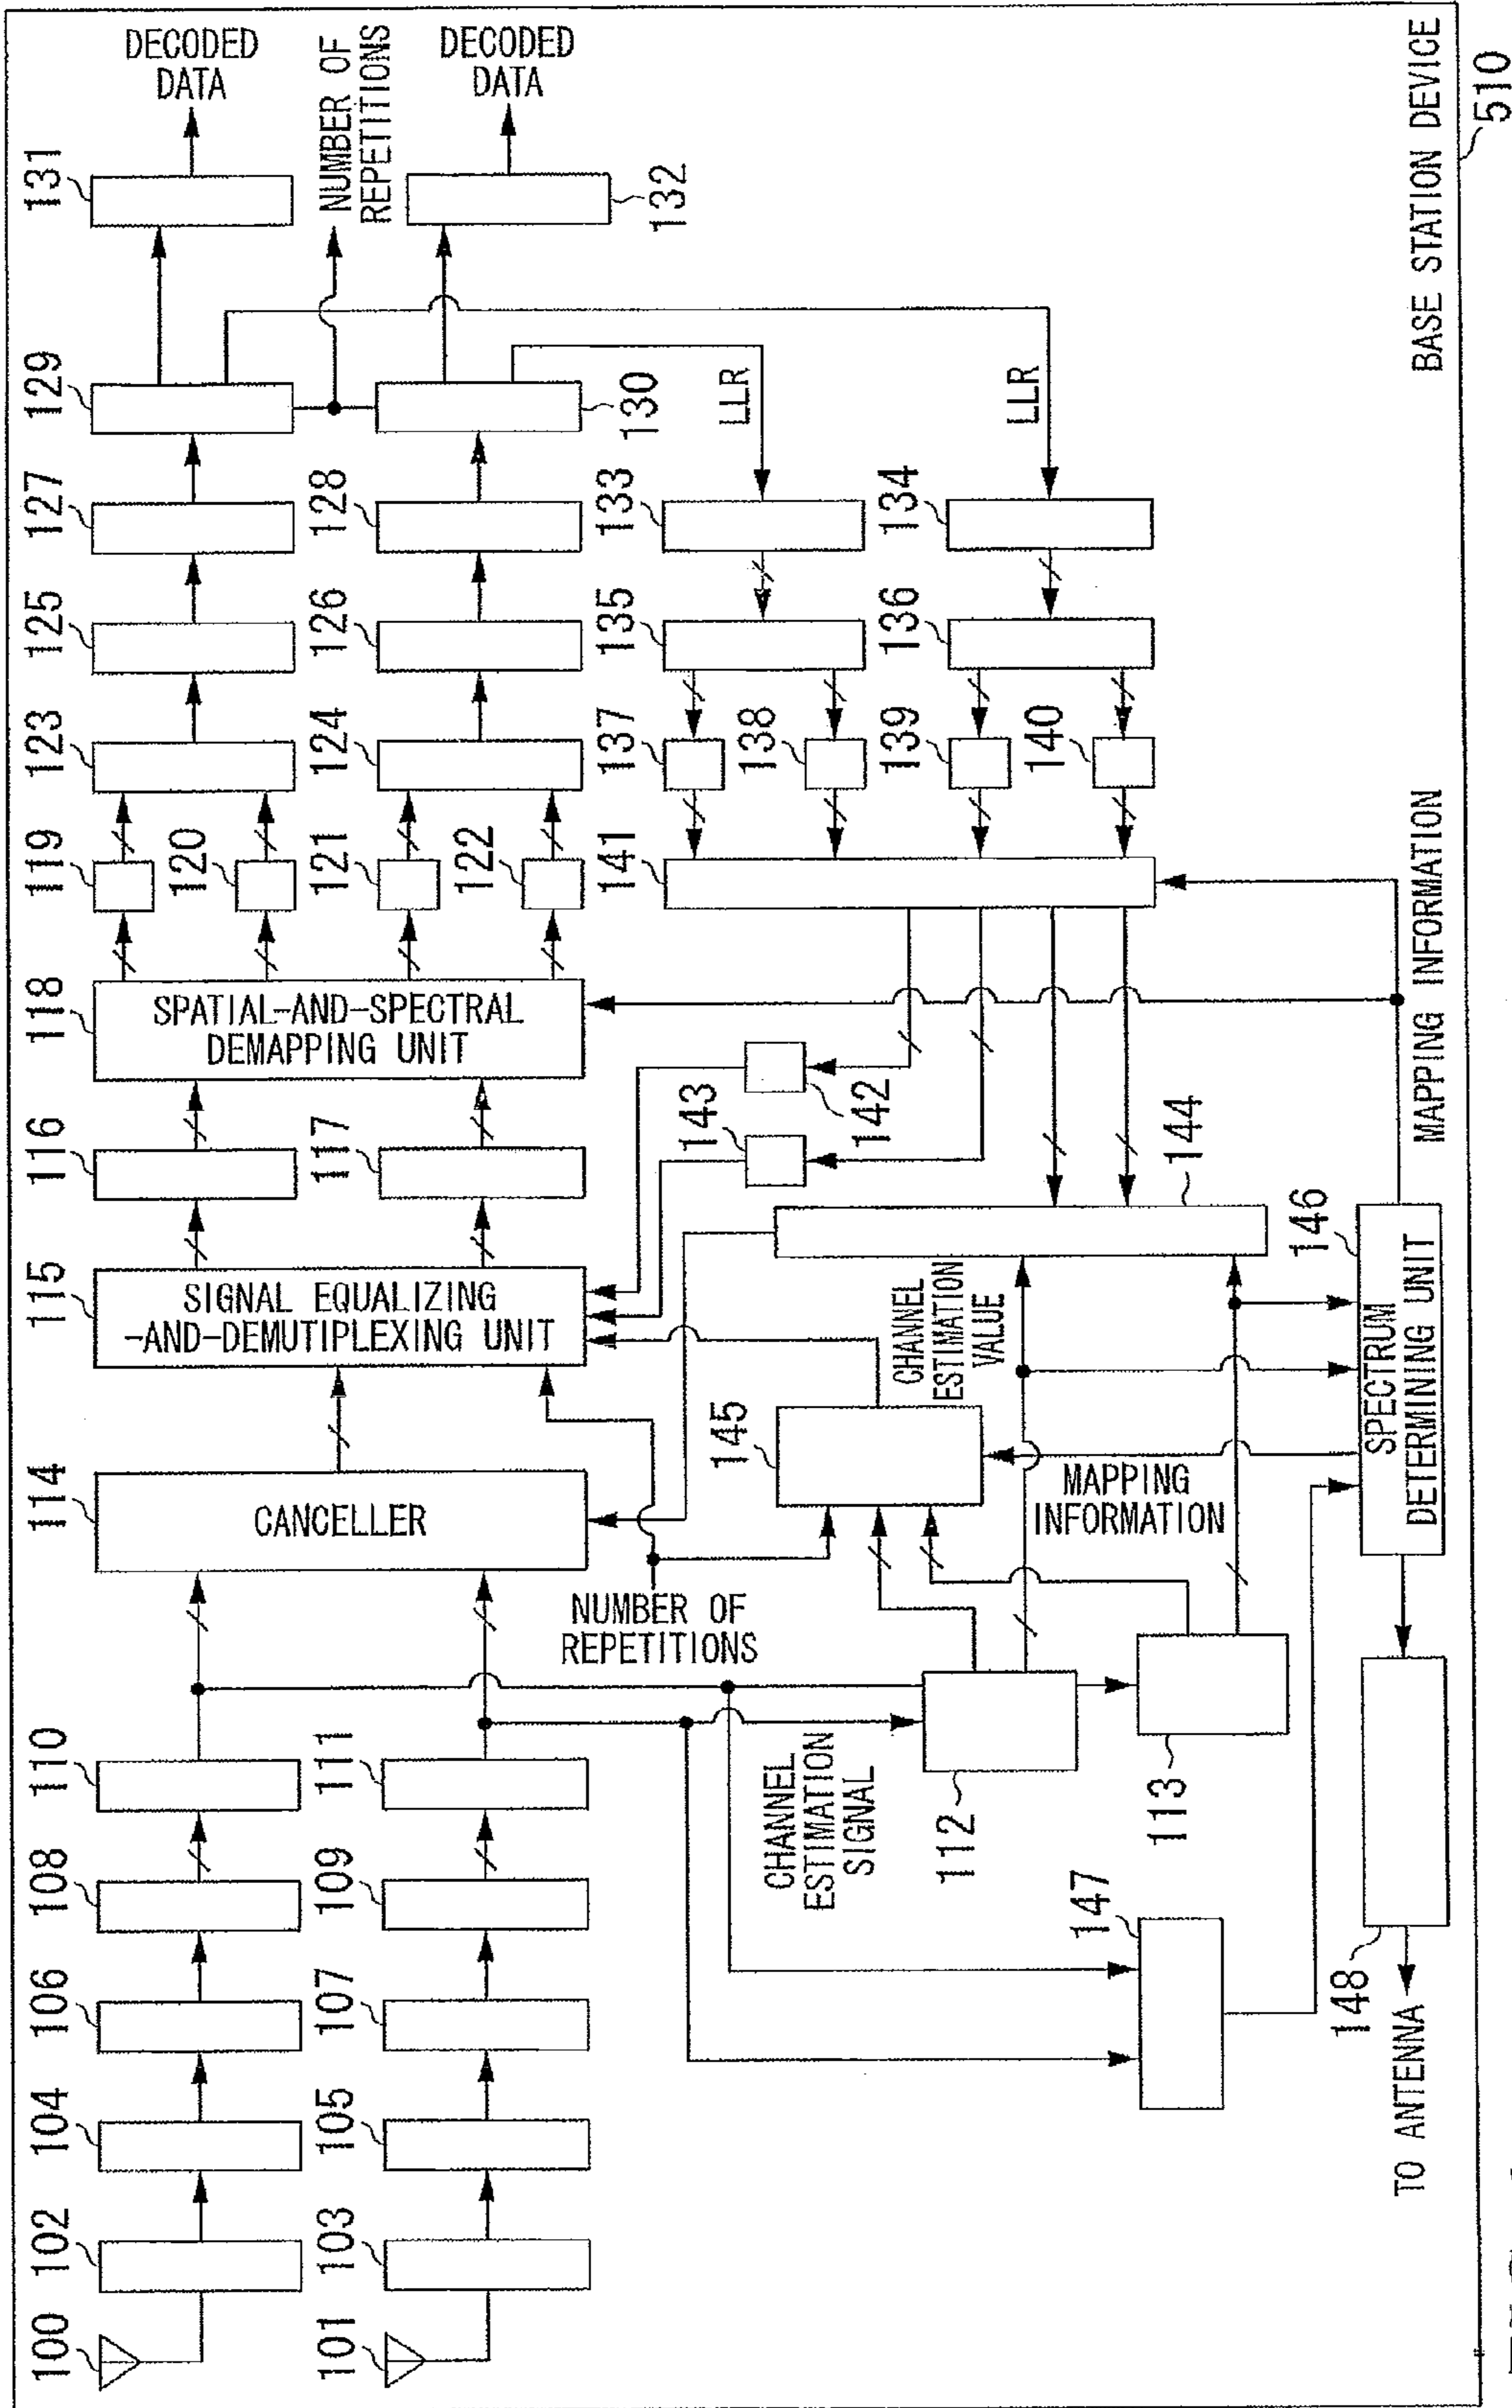 100
102
104
106
108
110
114
CANCELLER
115
SIGNAL EQUALIZING
-AND-DEMUTIPLEXING UNIT
116
118
SPATIAL-AND-SPECTRAL
DEMAPPING UNIT
119
120
123
125
127
129
131
DECODED
DATA
101
103
105
107
109
111
117
121
122
124
126
128
130
132
NUMBER OF
REPETITIONS
DECODED
DATA
NUMBER OF
REPETITIONS
143
142
141
137
138
135
133
LLR
139
140
136
134
LLR
CHANNEL
ESTIMATION
SIGNAL
112
113
145
CHANNEL
ESTIMATION
VALUE
MAPPING
INFORMATION
144
147
148
TO ANTENNA
146
SPECTRUM
DETERMINING UNIT
MAPPING INFORMATION
BASE STATION DEVICE
510